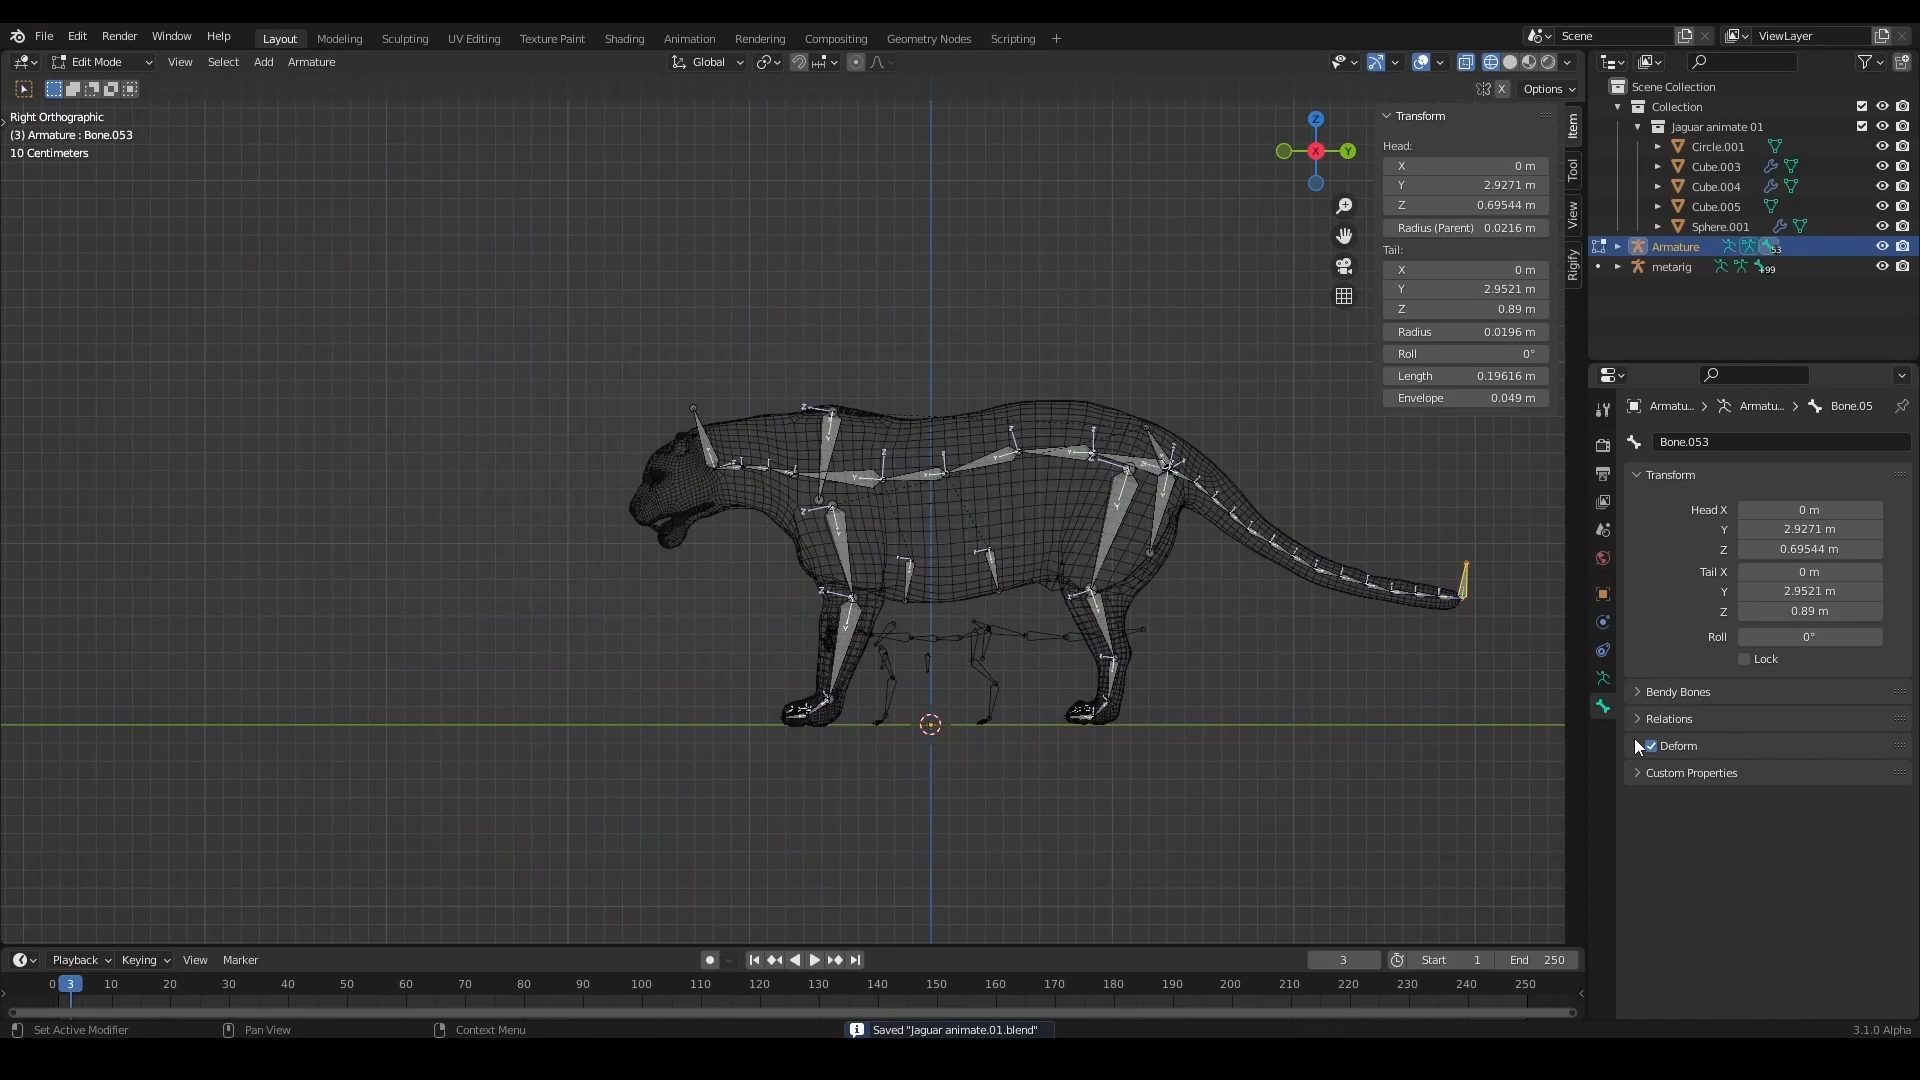 File Edit Render Window Help Layout Modeling Sculpting UV Editing Texture Paint Shading Animation Rendering Compositing Geometry Nodes Scripting + Scene ViewLayer
Edit Mode View Select Add Armature Global
X Options
Right Orthographic
(3) Armature : Bone.053
10 Centimeters
Z
X
Y
Transform
Head:
X 0 m
Y 2.9271 m
Z 0.69544 m
Radius (Parent) 0.0216 m
Tail:
X 0 m
Y 2.9521 m
Z 0.89 m
Radius 0.0196 m
Roll 0°
Length 0.19616 m
Envelope 0.049 m
Item
Tool
View
Rigify
Scene Collection
Collection
Jaguar animate 01
Circle.001
Cube.003
Cube.004
Cube.005
Sphere.001
Armature 53
metarig +99
Armatu... Armatu... Bone.05
Bone.053
Transform
Head X 0 m
Y 2.9271 m
Z 0.69544 m
Tail X 0 m
Y 2.9521 m
Z 0.89 m
Roll 0°
Lock
Bendy Bones
Relations
Deform
Custom Properties
Playback Keying View Marker 3 Start 1 End 250
0 3 10 20 30 40 50 60 70 80 90 100 110 120 130 140 150 160 170 180 190 200 210 220 230 240 250
Set Active Modifier Pan View Context Menu Saved "Jaguar animate.01.blend" 3.1.0 Alpha